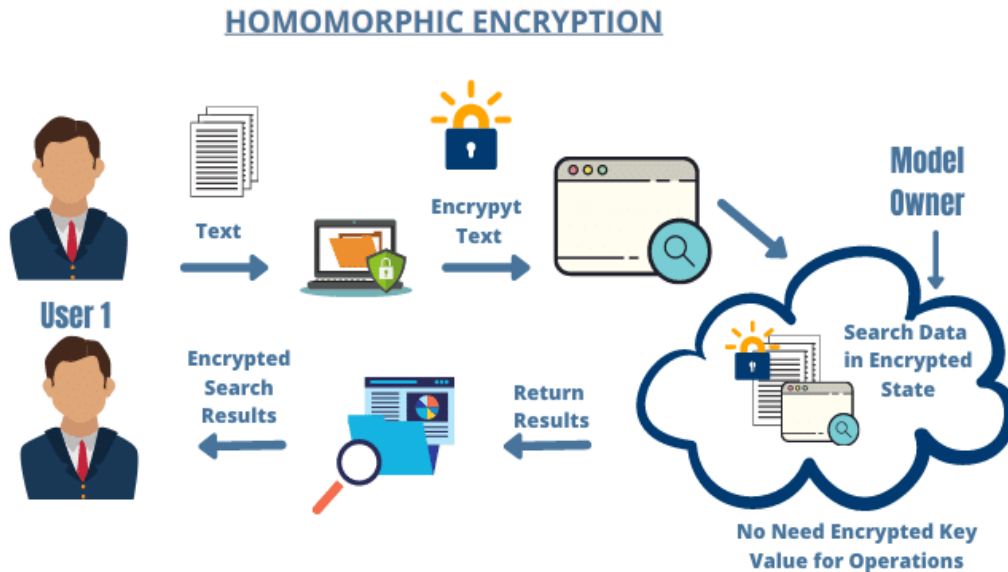 HOMOMORPHIC ENCRYPTION
Text
Encrypyt
Text
Model
Owner
User 1
Search Data
in Encrypted
State
Encrypted
Search
Results
Return
Results
No Need Encrypted Key
Value for Operations